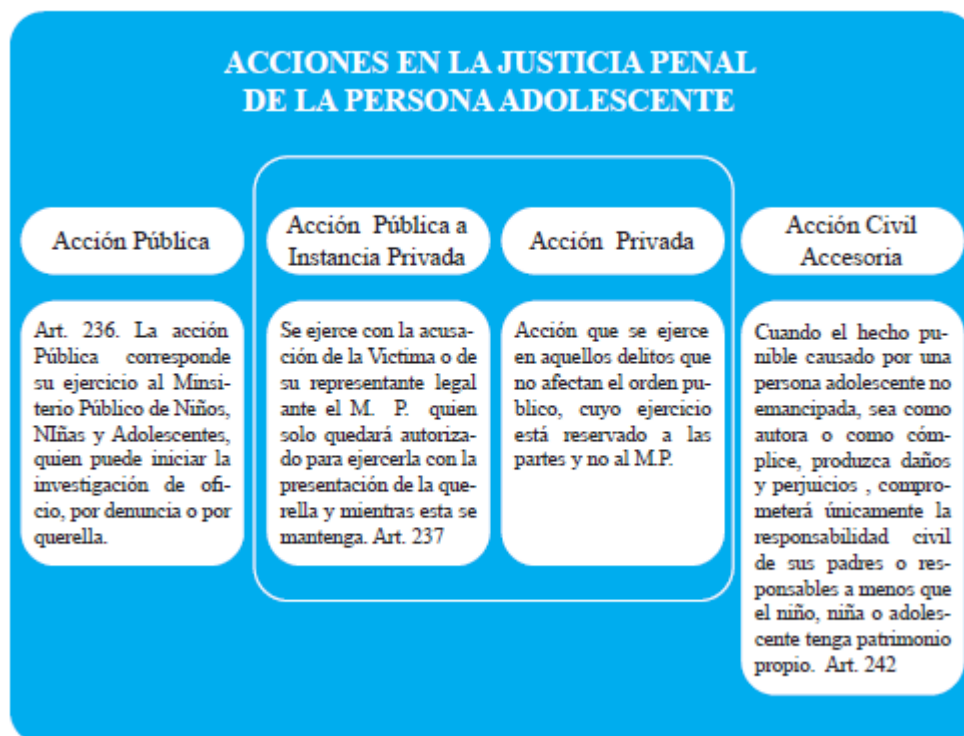 ACCIONES EN LA JUSTICIA PENAL
DE LA PERSONA ADOLESCENTE
Acción Pública
Art. 236. La acción
Pública corresponde
su ejercicio al Minsi-
terio Público de Niños,
NIñas y Adolescentes,
quien puede iniciar la
investigación de ofi-
cio, por denuncia o por
querella.
Acción Pública a
Instancia Privada
Se ejerce con la acusa-
ción de la Victima o de
su representante legal
ante el M. P. quien
solo quedará autoriza-
do para ejercerla con la
presentación de la que-
rella y mientras esta se
mantenga. Art. 237
Acción Privada
Acción que se ejerce
en aquellos delitos que
no afectan el orden pu-
blico, cuyo ejercicio
está reservado a las
partes y no al M.P.
Acción Civil
Accesoria
Cuando el hecho pu-
nible causado por una
persona adolescente no
emancipada, sea como
autora o como cóm-
plice, produzca daños
y perjuicios , compro-
meterá únicamente la
responsabilidad civil
de sus padres o res-
ponsables a menos que
el niño, niña o adoles-
cente tenga patrimonio
propio. Art. 242